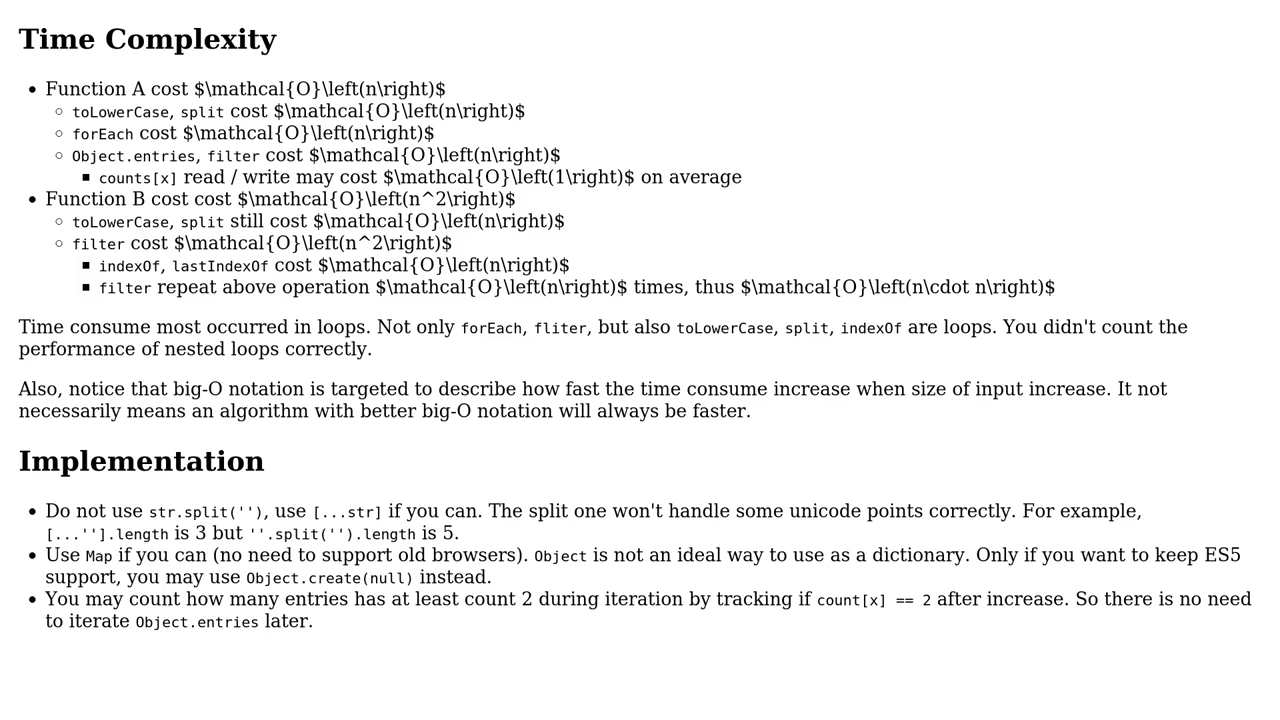 Time Complexity
• Function A cost $\mathcal{O}\left(n\right)$
◦ toLowerCase, split cost $\mathcal{O}\left(n\right)$
◦ forEach cost $\mathcal{O}\left(n\right)$
◦ Object.entries, filter cost $\mathcal{O}\left(n\right)$
▪ counts[x] read / write may cost $\mathcal{O}\left(1\right)$ on average
• Function B cost cost $\mathcal{O}\left(n^2\right)$
◦ toLowerCase, split still cost $\mathcal{O}\left(n\right)$
◦ filter cost $\mathcal{O}\left(n^2\right)$
▪ indexOf, lastIndexOf cost $\mathcal{O}\left(n\right)$
▪ filter repeat above operation $\mathcal{O}\left(n\right)$ times, thus $\mathcal{O}\left(n\cdot n\right)$
Time consume most occurred in loops. Not only forEach, fliter, but also toLowerCase, split, indexOf are loops. You didn't count the
performance of nested loops correctly.
Also, notice that big-O notation is targeted to describe how fast the time consume increase when size of input increase. It not
necessarily means an algorithm with better big-O notation will always be faster.
Implementation
• Do not use str.split(''), use [...str] if you can. The split one won't handle some unicode points correctly. For example,
[...''].length is 3 but ''.split('').length is 5.
• Use Map if you can (no need to support old browsers). Object is not an ideal way to use as a dictionary. Only if you want to keep ES5
support, you may use Object.create(null) instead.
• You may count how many entries has at least count 2 during iteration by tracking if count[x] == 2 after increase. So there is no need
to iterate Object.entries later.